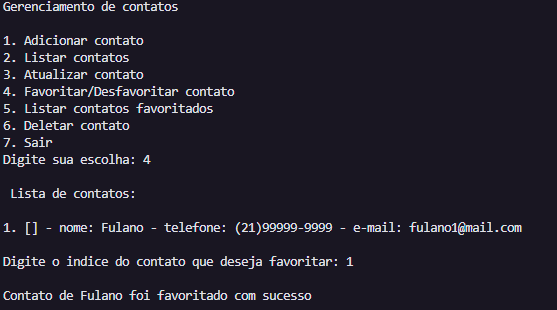 Gerenciamento de contatos
1. Adicionar contato
2. Listar contatos
3. Atualizar contato
4. Favoritar/Desfavoritar contato
5. Listar contatos favoritados
6. Deletar contato
7. Sair
Digite sua escolha: 4
Lista de contatos:
1. [] - nome: Fulano - telefone: (21)99999-9999 - e-mail: fulano1@mail.com
Digite o indice do contato que deseja favoritar: 1
Contato de Fulano foi favoritado com sucesso